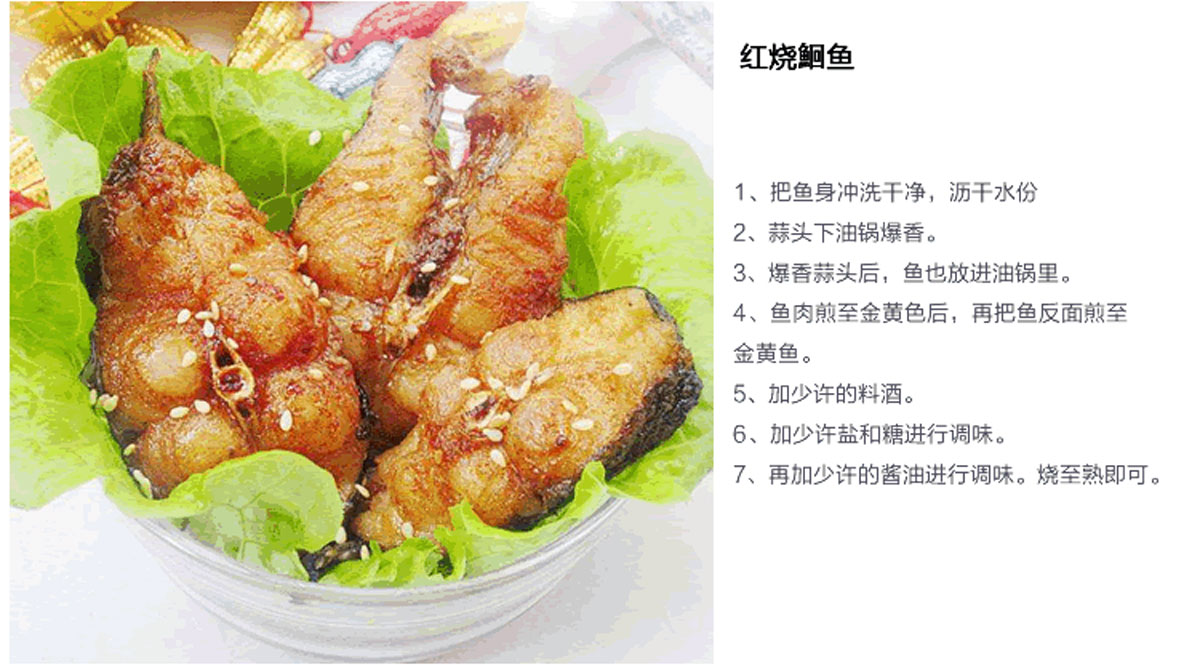 红烧鮰鱼
1、把鱼身冲洗干净，沥干水份
2、蒜头下油锅爆香。
3、爆香蒜头后，鱼也放进油锅里。
4、鱼肉煎至金黄色后，再把鱼反面煎至
金黄鱼。
5、加少许的料酒。
6、加少许盐和糖进行调味。
7、再加少许的酱油进行调味。烧至熟即可。